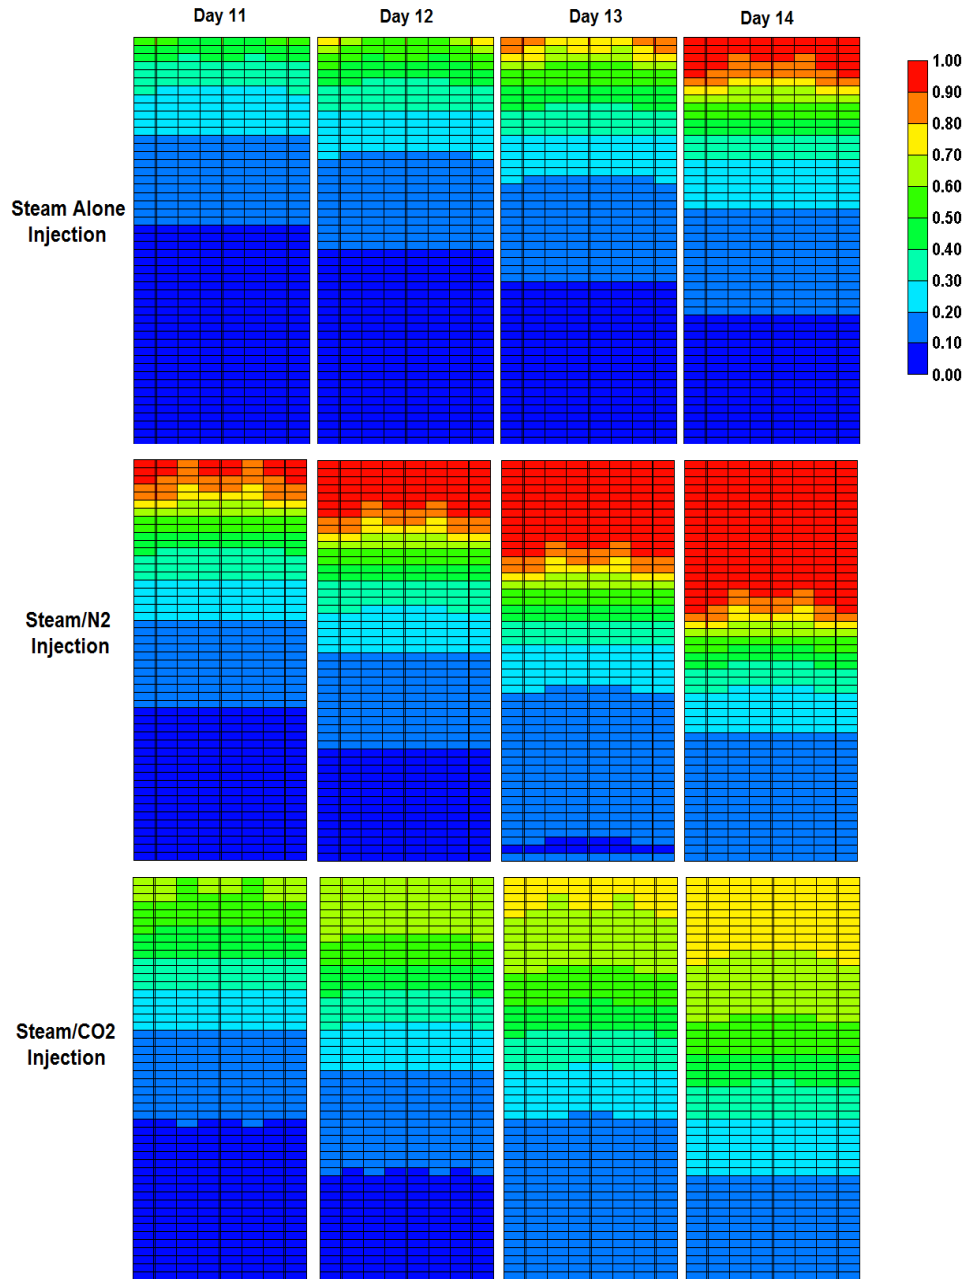 Day 11
Day 12
Day 13
Day 14
1.00
0.90
0.80
0.70
0.60
0.50
0.40
0.30
0.20
0.10
0.00
Steam Alone
Injection
Steam/N2
Injection
Steam/CO2
Injection